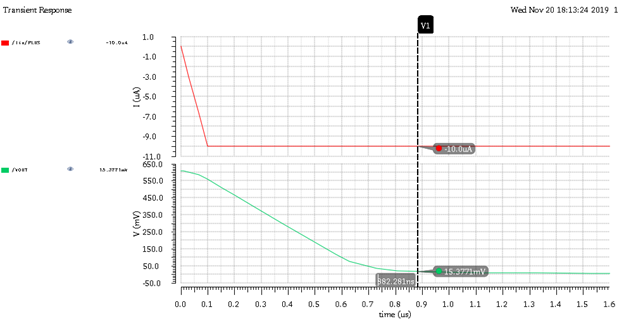 Transient Response
Wed Nov 20 18:13:24 2019 1
V1
-10.0uA
1.0
-1.0
-3.0
-5.0
-7.0
-9.0
-11.0
I (uA)
-10.0uA
/VOUT
15.3771mV
650.0
550.0
450.0
350.0
250.0
150.0
50.0
-50.0
V (mV)
15.3771mV
882.281ns
0.0 0.1 0.2 0.3 0.4 0.5 0.6 0.7 0.8 0.9 1.0 1.1 1.2 1.3 1.4 1.5 1.6
time (us)